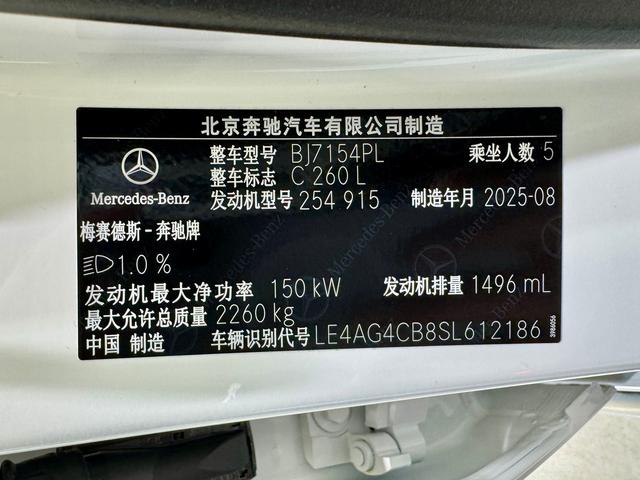 北京奔驰汽车有限公司制造
整车型号 BJ7154PL 乘坐人数 5
整车标志 C 260 L
发动机型号 254 915 制造年月 2025-08
Mercedes-Benz
梅赛德斯-奔驰牌
1.0 %
发动机最大净功率 150 kW 发动机排量 1496 mL
最大允许总质量 2260 kg
中国 制造 车辆识别代号 LE4AG4CB8SL612186
3986056